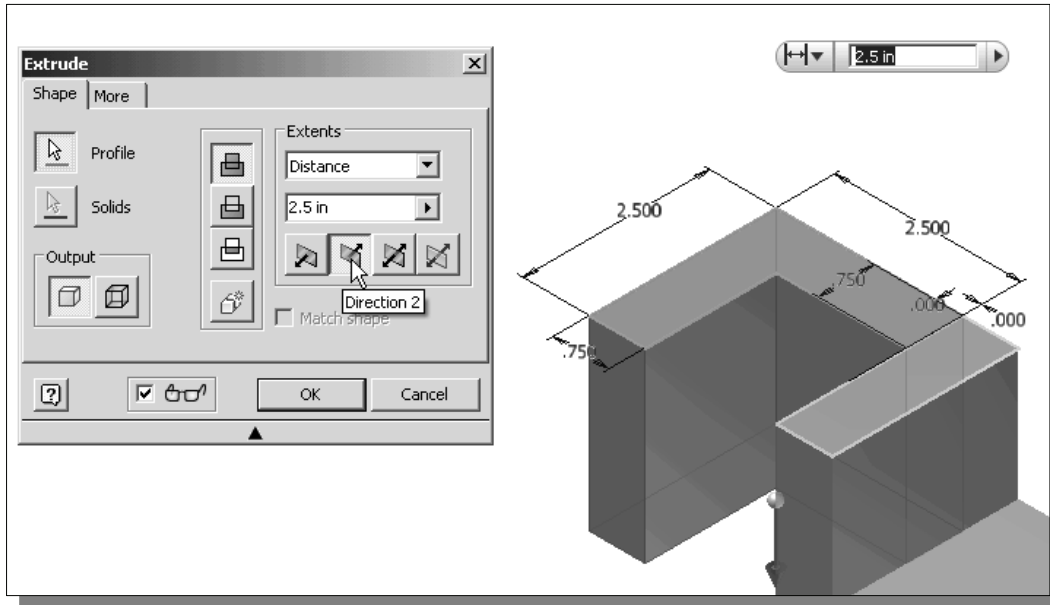 Extrude
Shape
More
Profile
Solids
Output
Extents
Distance
2.5 in
Direction 2
Match shape
OK
Cancel
2.5 in
2.500
2.500
.750
.000
.000
.750